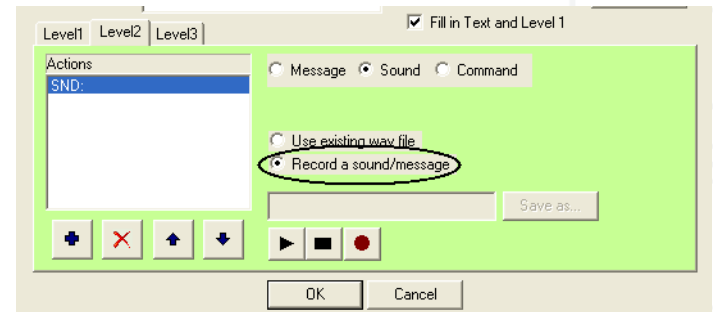 Fill in Text and Level 1
Level1 Level2 Level3
Actions
SND:
Message Sound Command
Use existing wav file
Record a sound/message
Save as...
OK Cancel